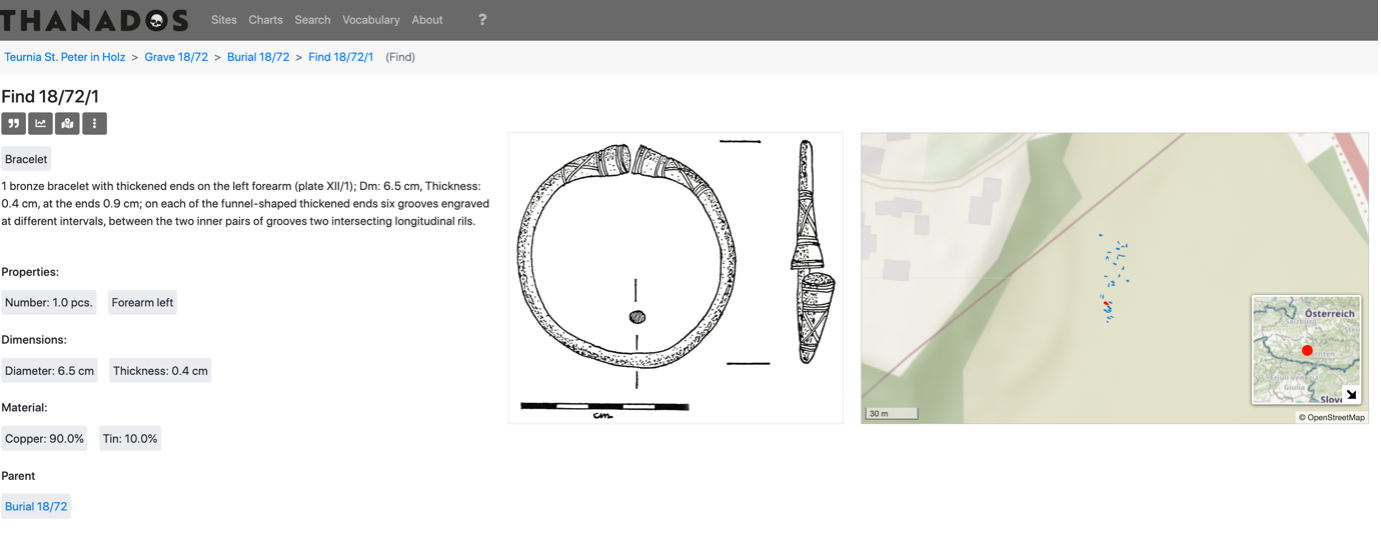 THANADOS Sites Charts Search Vocabulary About ?
Teurnia St. Peter in Holz > Grave 18/72 > Burial 18/72 > Find 18/72/1 (Find)
Find 18/72/1
Bracelet
1 bronze bracelet with thickened ends on the left forearm (plate XII/1); Dm: 6.5 cm, Thickness:
0.4 cm, at the ends 0.9 cm; on each of the funnel-shaped thickened ends six grooves engraved
at different intervals, between the two inner pairs of grooves two intersecting longitudinal rils.
Properties:
Number: 1.0 pcs. Forearm left
Dimensions:
Diameter: 6.5 cm Thickness: 0.4 cm
Material:
Copper: 90.0% Tin: 10.0%
Parent
Burial 18/72
cm
30 m
Österreich
Salzburg
Giulia
© OpenStreetMap